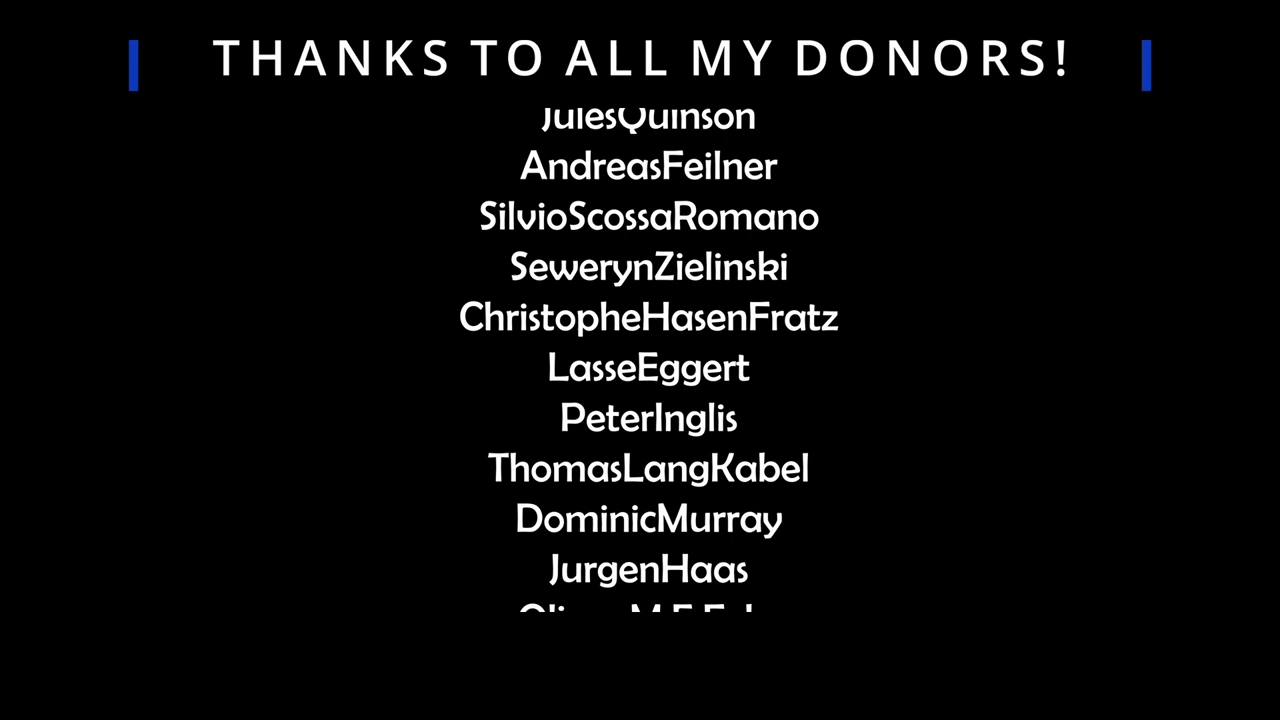 THANKS TO ALL MY DONORS!
JulesQuinson
AndreasFeilner
SilvioScossaRomano
SewerynZielinski
ChristopheHasenFratz
LasseEggert
PeterInglis
ThomasLangKabel
DominicMurray
JurgenHaas